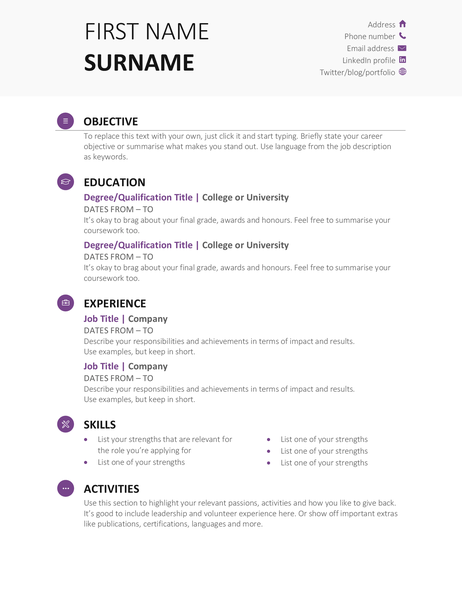 FIRST NAME
SURNAME
Address
Phone number
Email address
LinkedIn profile
Twitter/blog/portfolio
OBJECTIVE
To replace this text with your own, just click it and start typing. Briefly state your career
objective or summarise what makes you stand out. Use language from the job description
as keywords.
EDUCATION
Degree/Qualification Title | College or University
DATES FROM – TO
It's okay to brag about your final grade, awards and honours. Feel free to summarise your
coursework too.
Degree/Qualification Title | College or University
DATES FROM – TO
It's okay to brag about your final grade, awards and honours. Feel free to summarise your
coursework too.
EXPERIENCE
Job Title | Company
DATES FROM – TO
Describe your responsibilities and achievements in terms of impact and results.
Use examples, but keep in short.
Job Title | Company
DATES FROM – TO
Describe your responsibilities and achievements in terms of impact and results.
Use examples, but keep in short.
SKILLS
• List your strengths that are relevant for
the role you're applying for
• List one of your strengths
• List one of your strengths
• List one of your strengths
• List one of your strengths
ACTIVITIES
Use this section to highlight your relevant passions, activities and how you like to give back.
It's good to include leadership and volunteer experience here. Or show off important extras
like publications, certifications, languages and more.